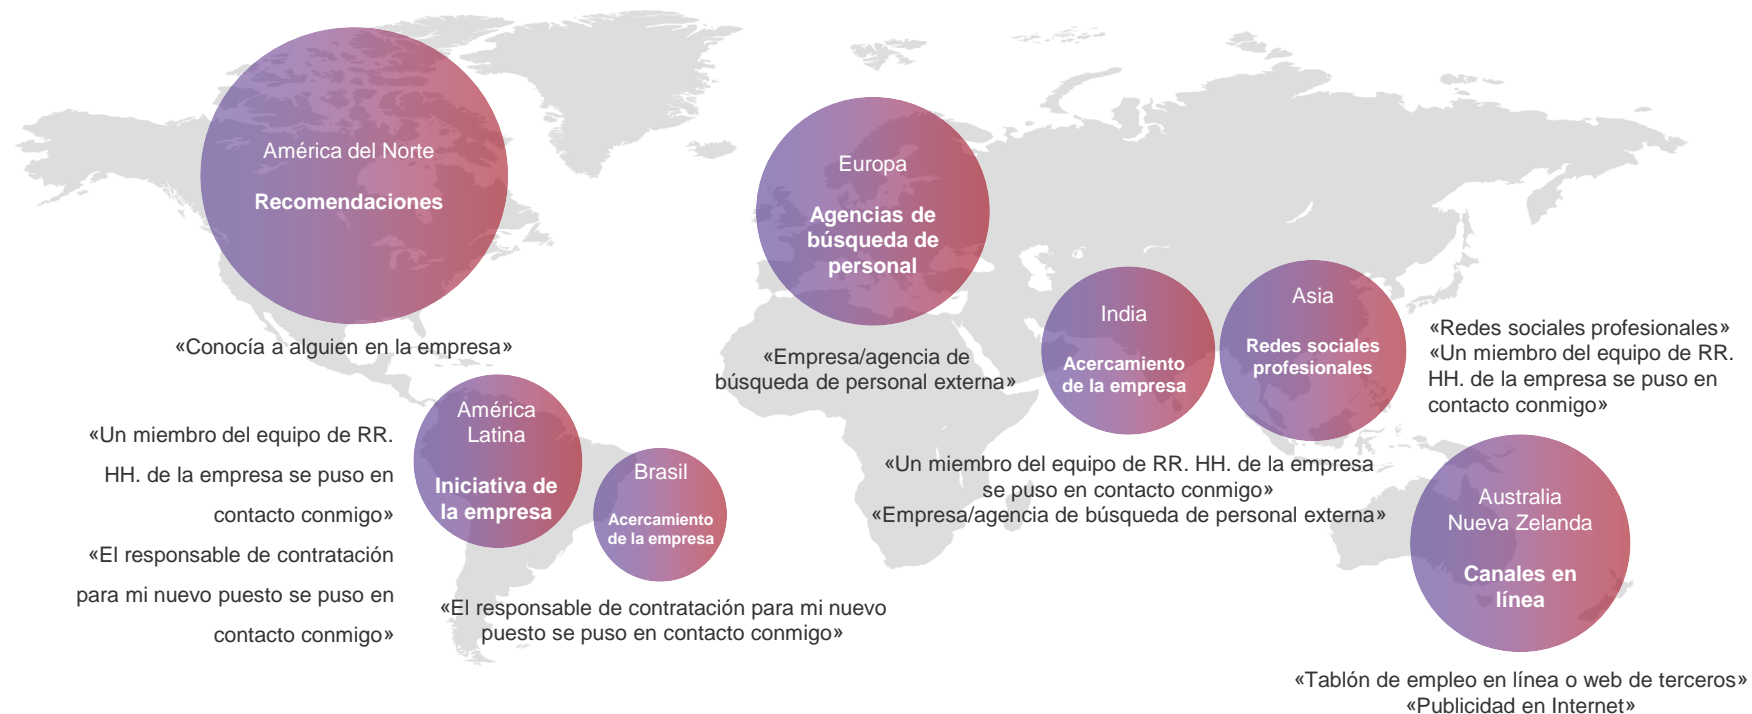 América del Norte
Recomendaciones
«Conocía a alguien en la empresa»
América
Latina
Iniciativa de
la empresa
«Un miembro del equipo de RR.
HH. de la empresa se puso en
contacto conmigo»
«El responsable de contratación
para mi nuevo puesto se puso en
contacto conmigo»
Brasil
Acercamiento
de la empresa
«El responsable de contratación para mi nuevo
puesto se puso en contacto conmigo»
Europa
Agencias de
búsqueda de
personal
«Empresa/agencia de
búsqueda de personal externa»
India
Acercamiento
de la empresa
«Un miembro del equipo de RR. HH. de la empresa
se puso en contacto conmigo»
«Empresa/agencia de búsqueda de personal externa»
Asia
Redes sociales
profesionales
«Redes sociales profesionales»
«Un miembro del equipo de RR.
HH. de la empresa se puso en
contacto conmigo»
Australia
Nueva Zelanda
Canales en
línea
«Tablón de empleo en línea o web de terceros»
«Publicidad en Internet»